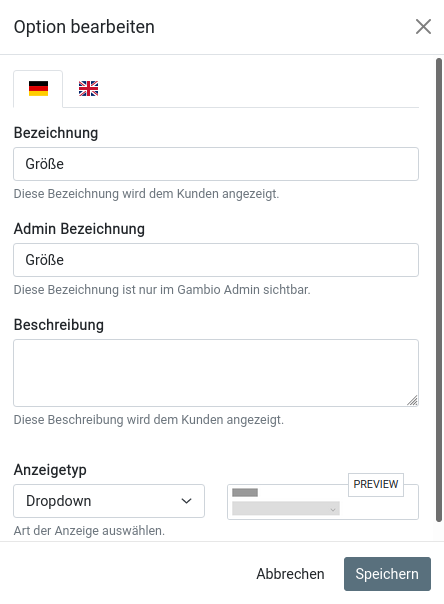 Option bearbeiten
Bezeichnung
Größe
Diese Bezeichnung wird dem Kunden angezeigt.
Admin Bezeichnung
Größe
Diese Bezeichnung ist nur im Gambio Admin sichtbar.
Beschreibung
Diese Beschreibung wird dem Kunden angezeigt.
Anzeigetyp
PREVIEW
Dropdown
Art der Anzeige auswählen.
Abbrechen
Speichern